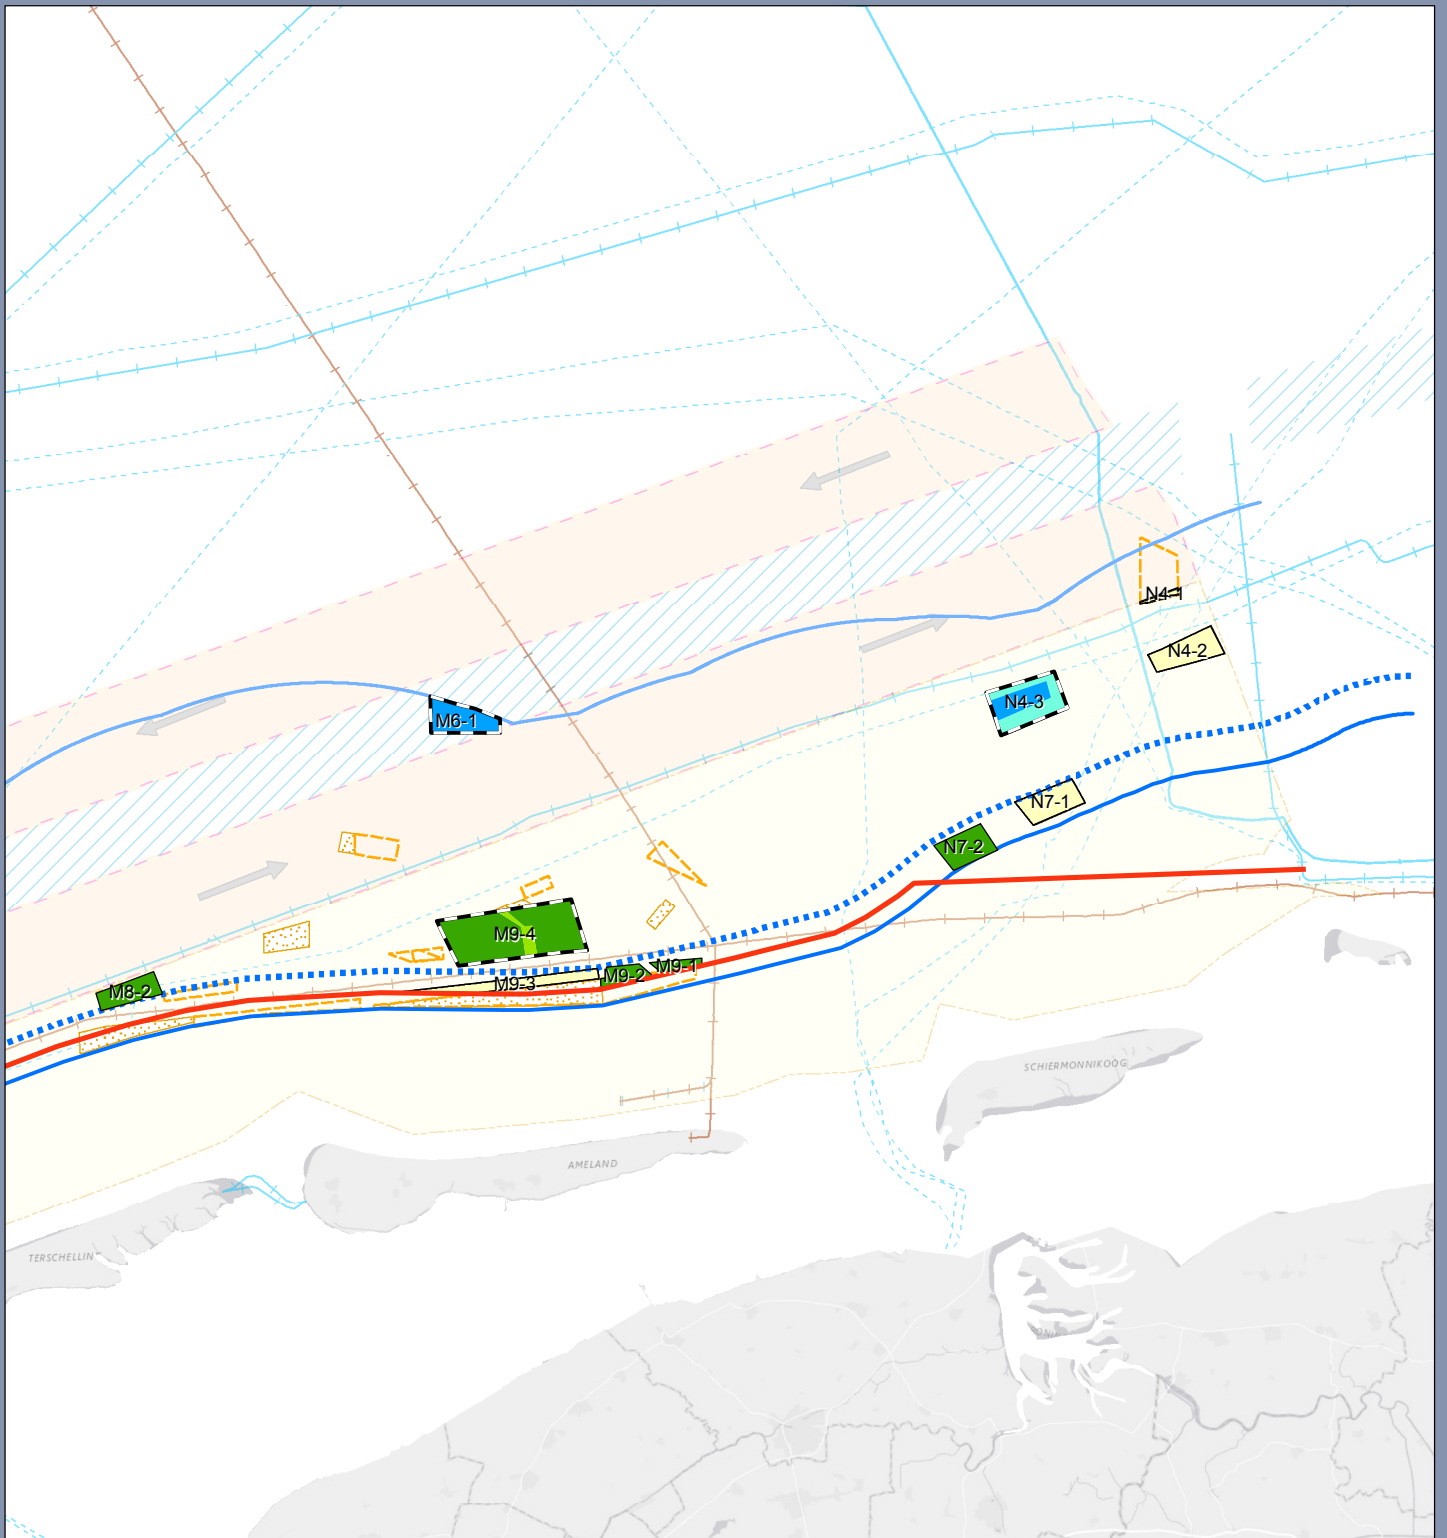 N4-1
N4-2
N4-3
M6-1
N7-1
N7-2
M9-4
M9-1
M9-2
M9-3
M8-2
SCHIERMONNIKOOG
AMELAND
TERSCHELLIN